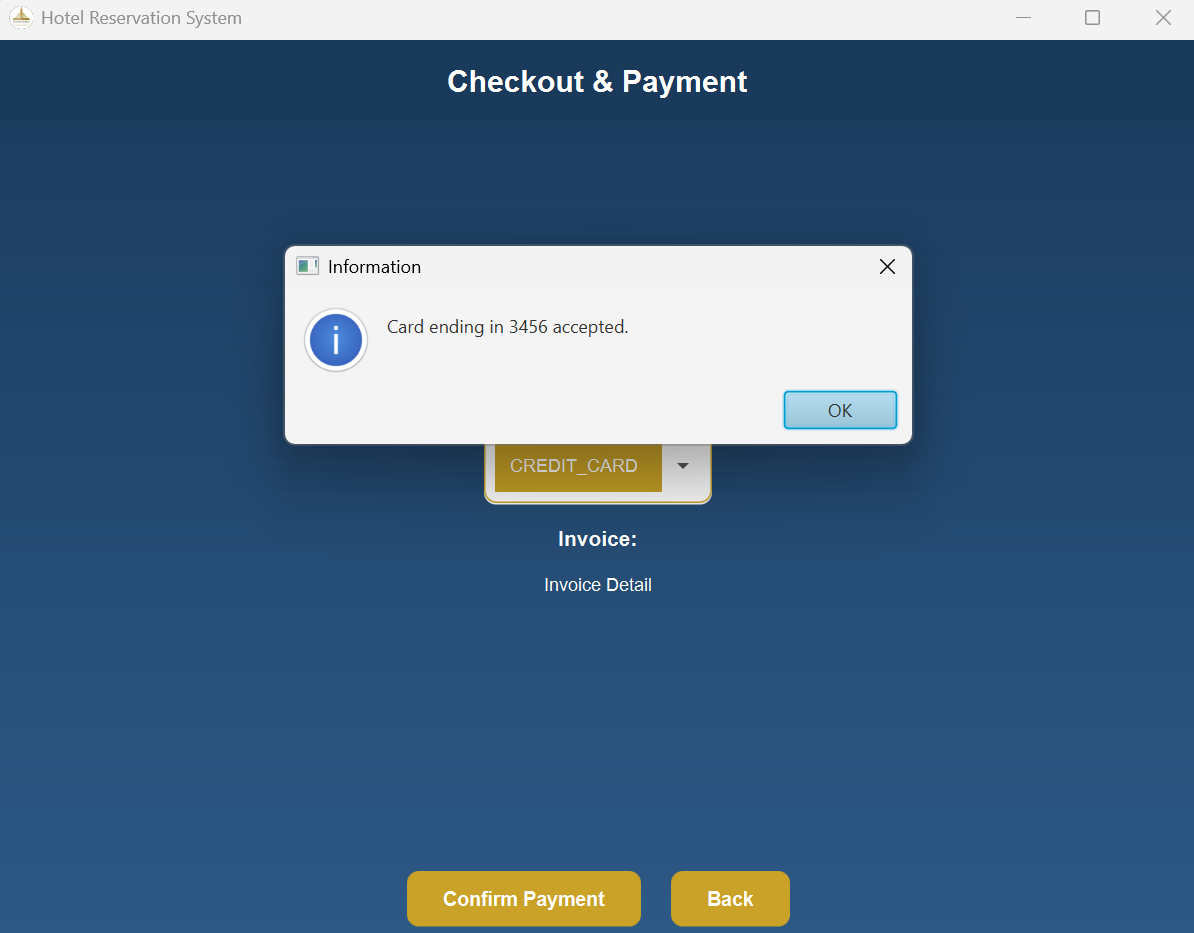 Hotel Reservation System
Checkout & Payment
Information
Card ending in 3456 accepted.
OK
CREDIT_CARD
Invoice:
Invoice Detail
Confirm Payment
Back